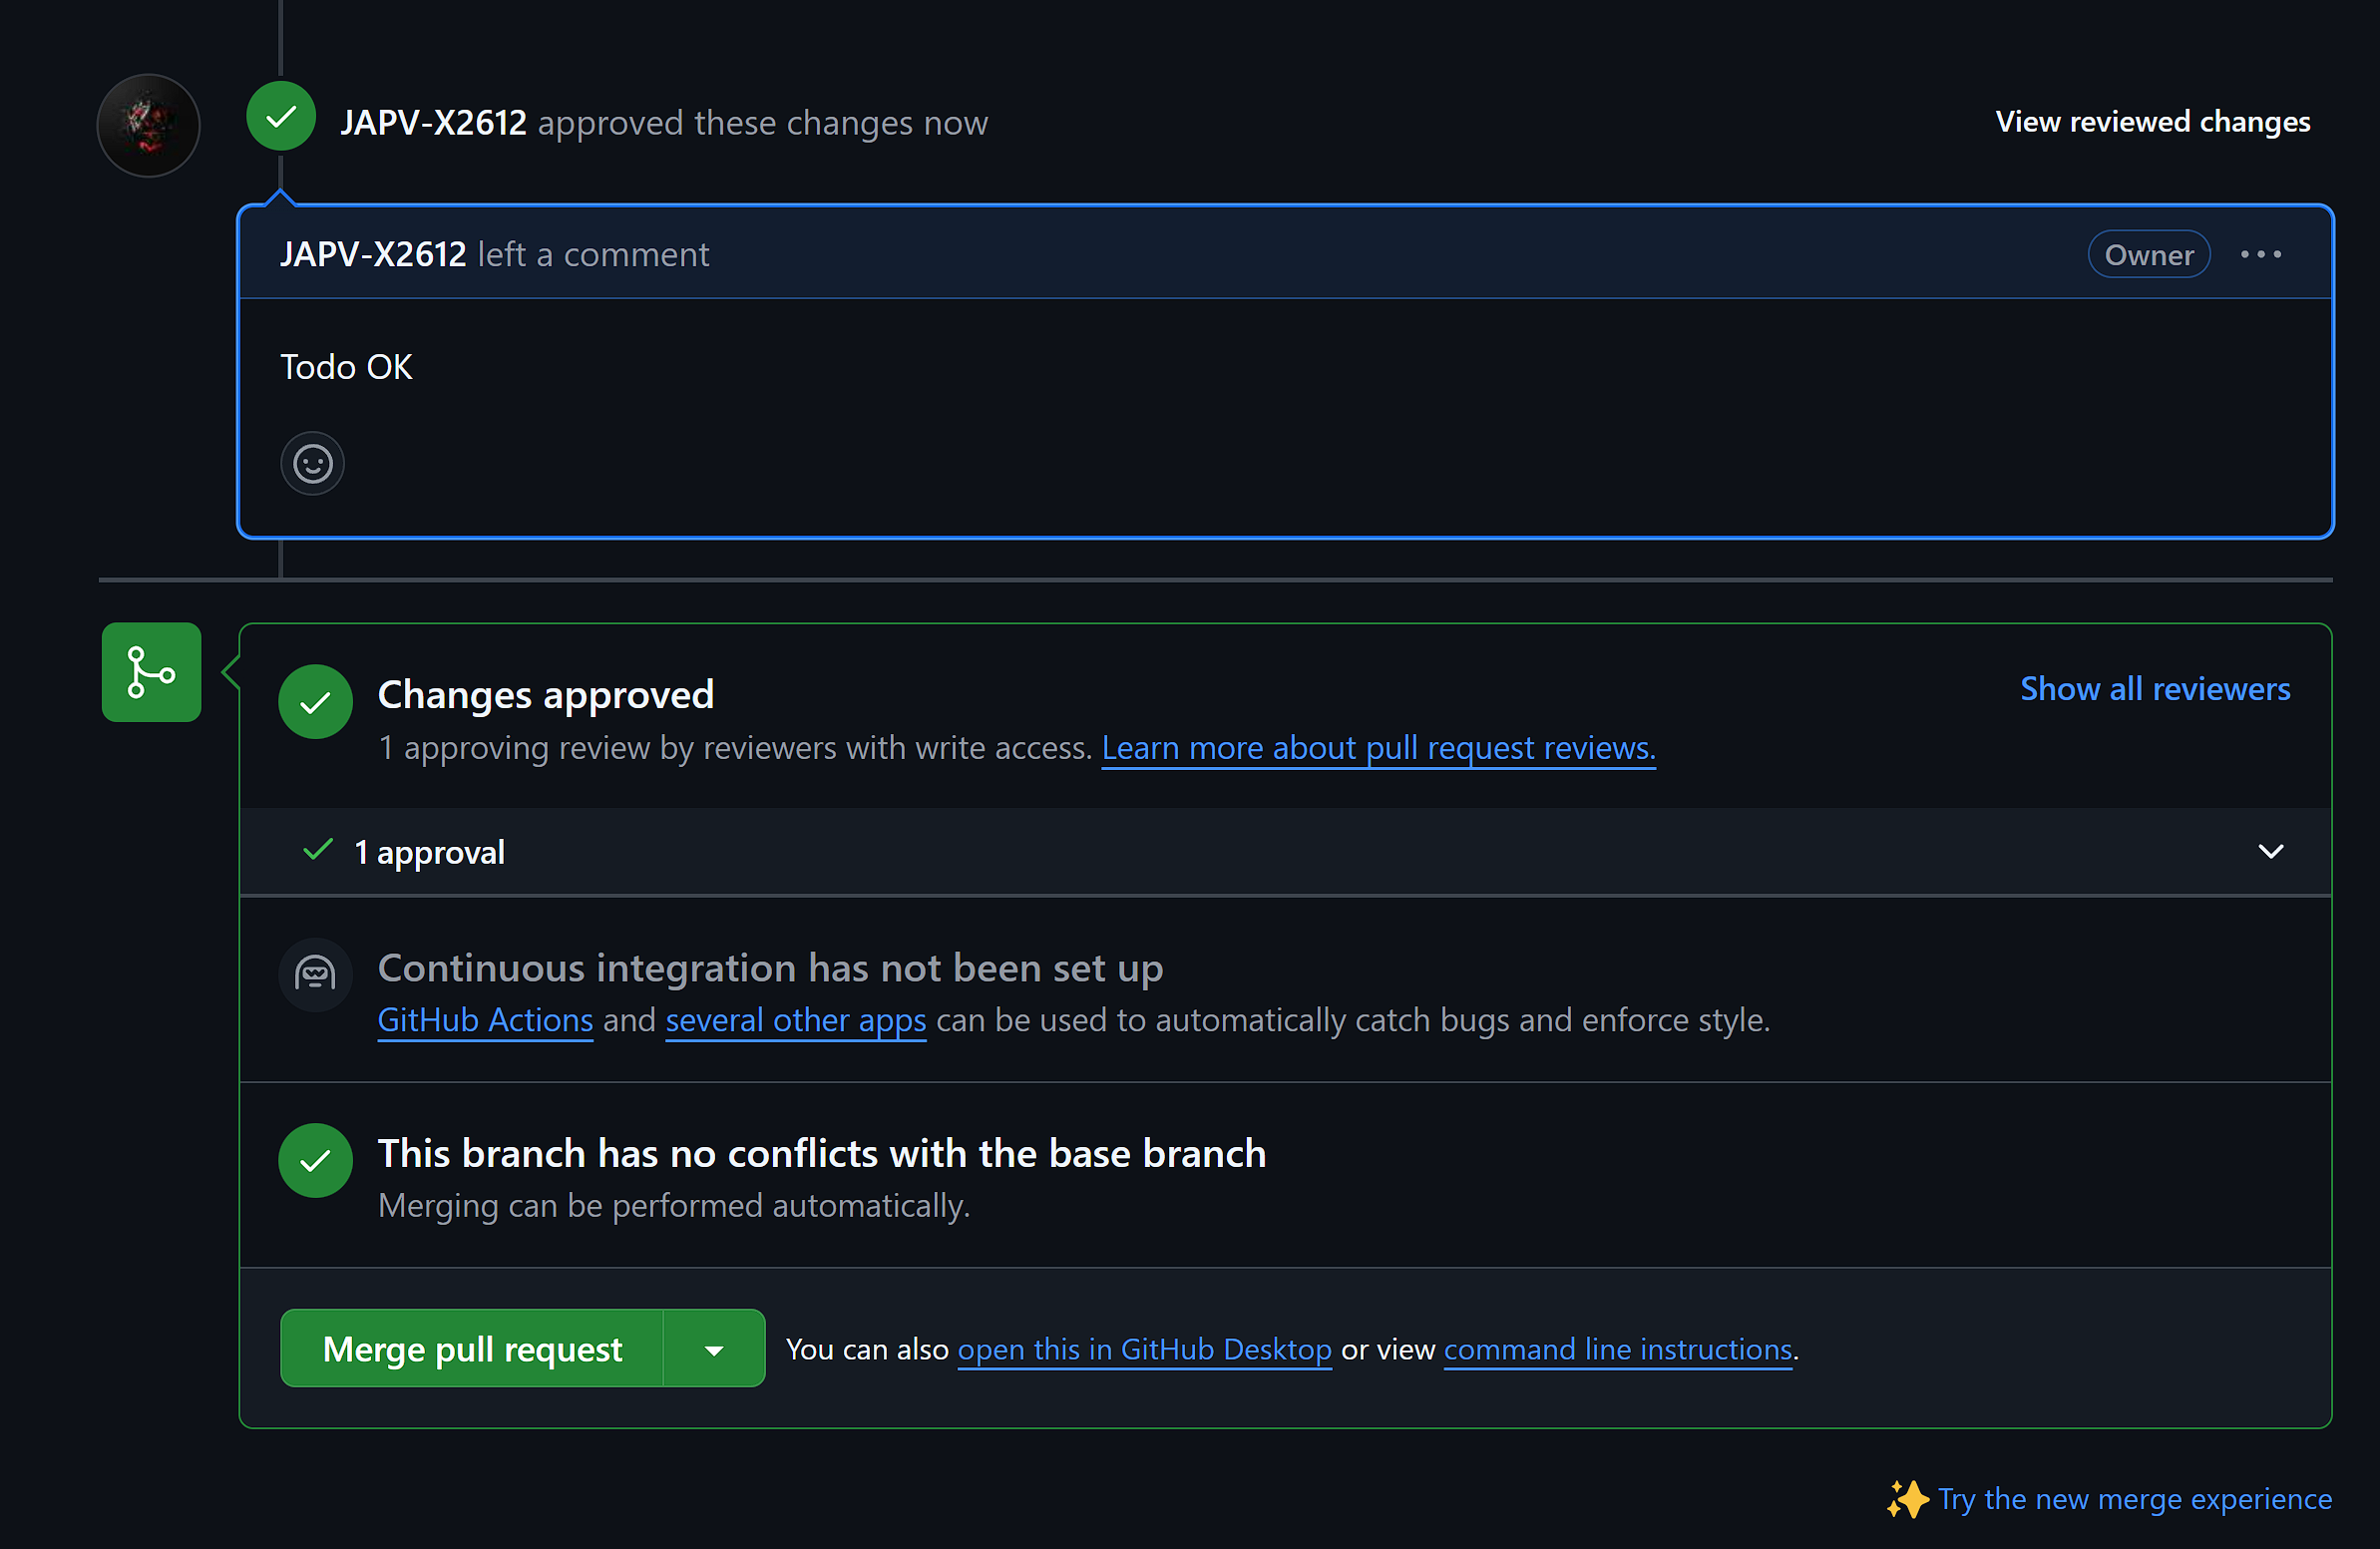 JAPV-X2612 approved these changes now
View reviewed changes
JAPV-X2612 left a comment
Owner
Todo OK
Changes approved
Show all reviewers
1 approving review by reviewers with write access. Learn more about pull request reviews.
1 approval
Continuous integration has not been set up
GitHub Actions and several other apps can be used to automatically catch bugs and enforce style.
This branch has no conflicts with the base branch
Merging can be performed automatically.
Merge pull request
You can also open this in GitHub Desktop or view command line instructions.
Try the new merge experience